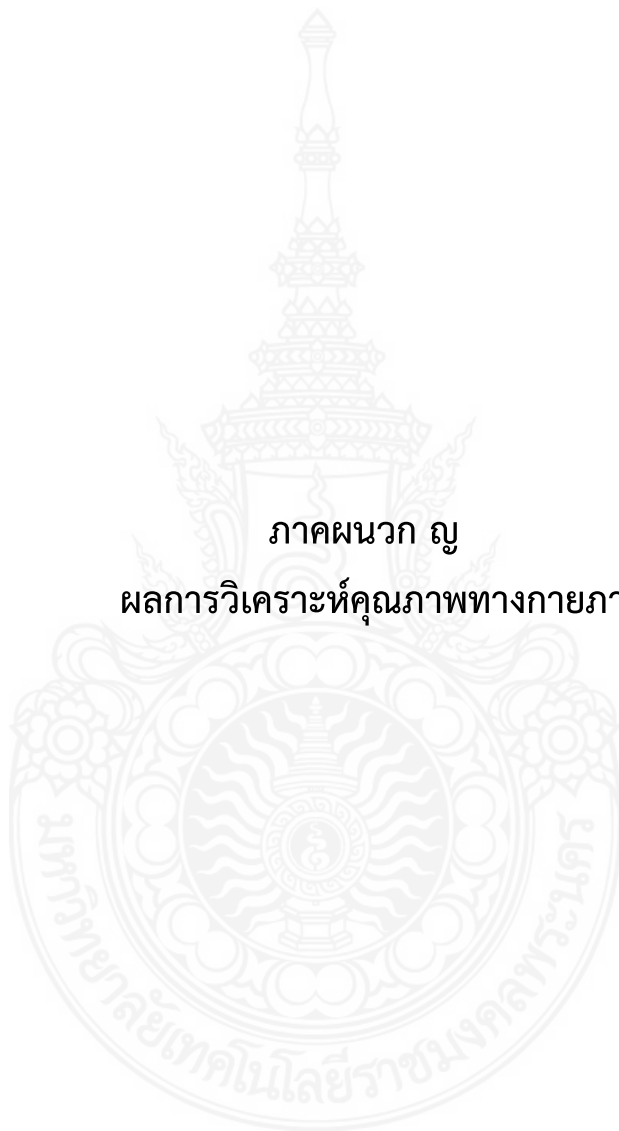 ภาคผนวก ญ
ผลการวิเคราะห์คุณภาพทางกายภา
มหาวิทยาลัยเทคโนโลยีราชมงคลพระนคร